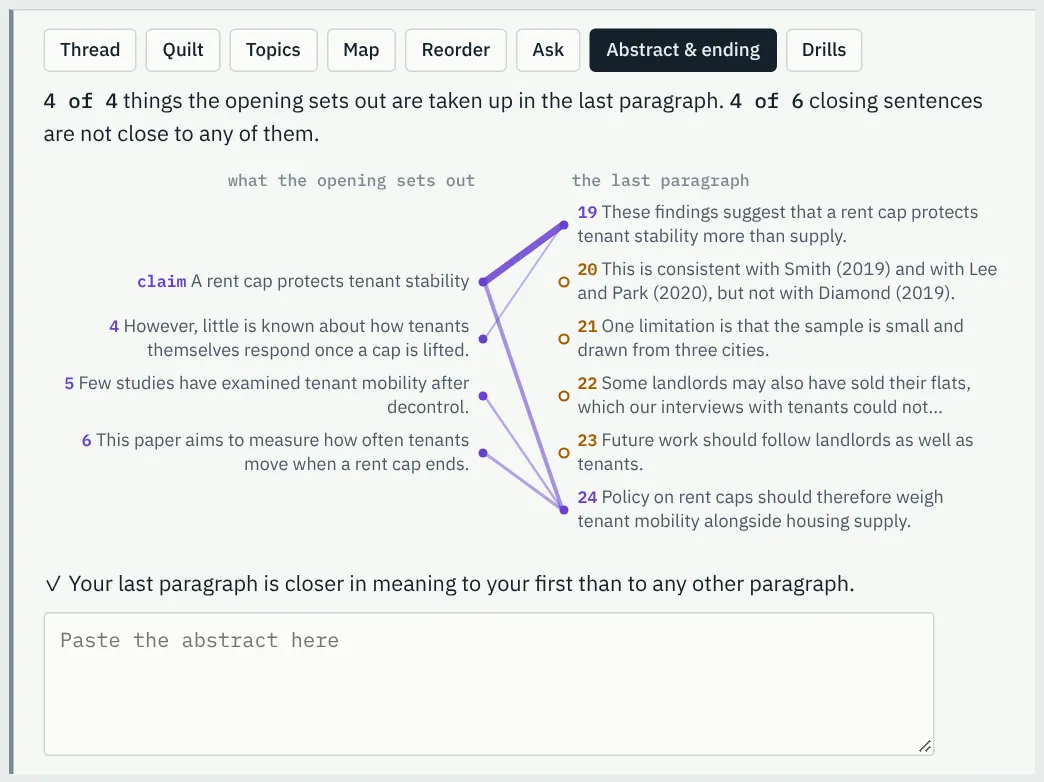 Thread Quilt Topics Map Reorder Ask Abstract & ending Drills
4 of 4 things the opening sets out are taken up in the last paragraph. 4 of 6 closing sentences
are not close to any of them.
what the opening sets out
claim A rent cap protects tenant stability
4 However, little is known about how tenants
themselves respond once a cap is lifted.
5 Few studies have examined tenant mobility after
decontrol.
6 This paper aims to measure how often tenants
move when a rent cap ends.
the last paragraph
19 These findings suggest that a rent cap protects
tenant stability more than supply.
20 This is consistent with Smith (2019) and with Lee
and Park (2020), but not with Diamond (2019).
21 One limitation is that the sample is small and
drawn from three cities.
22 Some landlords may also have sold their flats,
which our interviews with tenants could not…
23 Future work should follow landlords as well as
tenants.
24 Policy on rent caps should therefore weigh
tenant mobility alongside housing supply.
✓ Your last paragraph is closer in meaning to your first than to any other paragraph.
Paste the abstract here